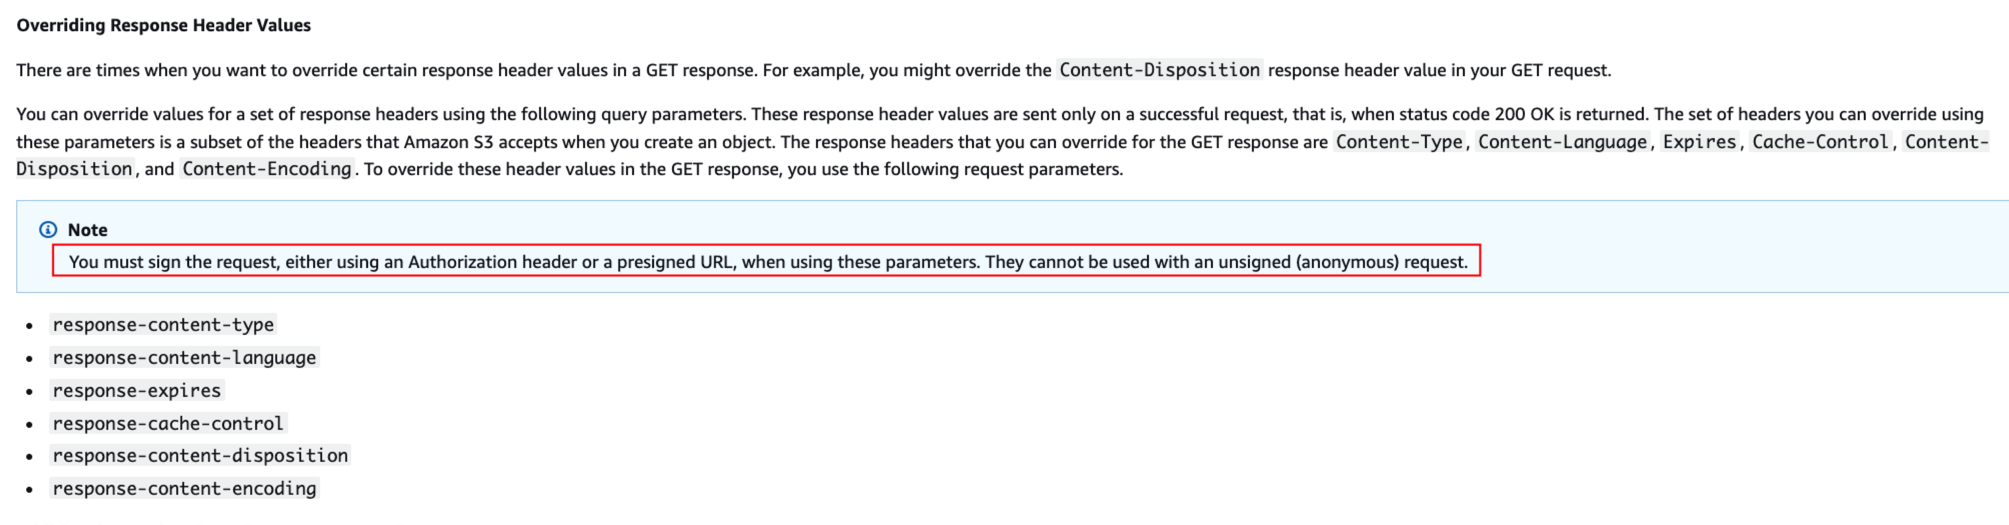 Overriding Response Header Values
There are times when you want to override certain response header values in a GET response. For example, you might override the Content-Disposition response header value in your GET request.
You can override values for a set of response headers using the following query parameters. These response header values are sent only on a successful request, that is, when status code 200 OK is returned. The set of headers you can override using
these parameters is a subset of the headers that Amazon S3 accepts when you create an object. The response headers that you can override for the GET response are Content-Type, Content-Language, Expires, Cache-Control, Content-
Disposition, and Content-Encoding. To override these header values in the GET response, you use the following request parameters.
Note
You must sign the request, either using an Authorization header or a presigned URL, when using these parameters. They cannot be used with an unsigned (anonymous) request.
• response-content-type
• response-content-language
• response-expires
• response-cache-control
• response-content-disposition
• response-content-encoding